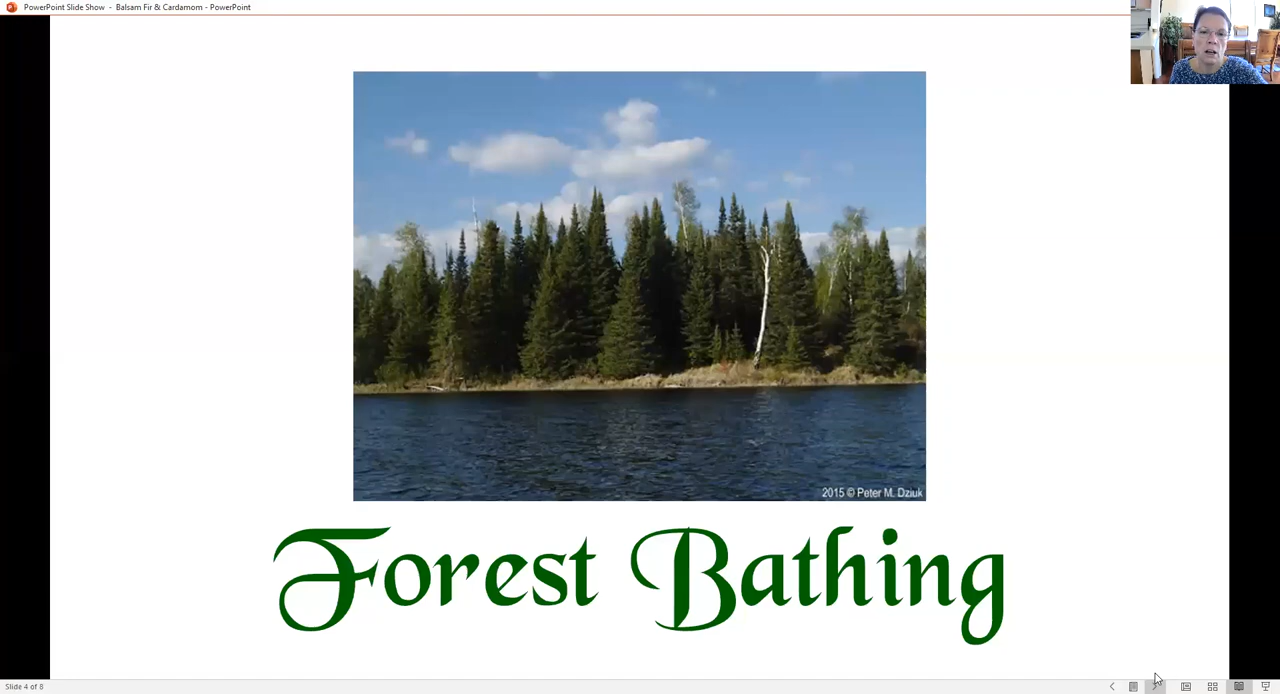 PowerPoint Slide Show - Balsam Fir & Cardamom - PowerPoint
2015 © Peter M. Dziuk
Forest Bathing
Slide 4 of 8